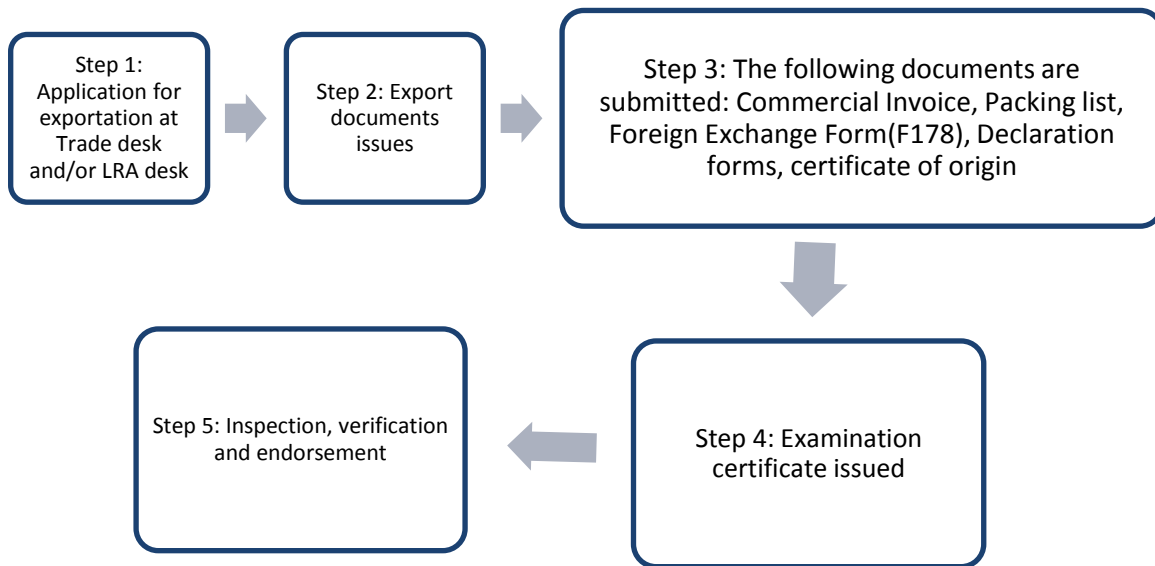 Step 1:
Application for
exportation at
Trade desk
and/or LRA desk
Step 2: Export
documents
issues
Step 3: The following documents are
submitted: Commercial Invoice, Packing list,
Foreign Exchange Form(F178), Declaration
forms, certificate of origin
Step 4: Examination
certificate issued
Step 5: Inspection, verification
and endorsement